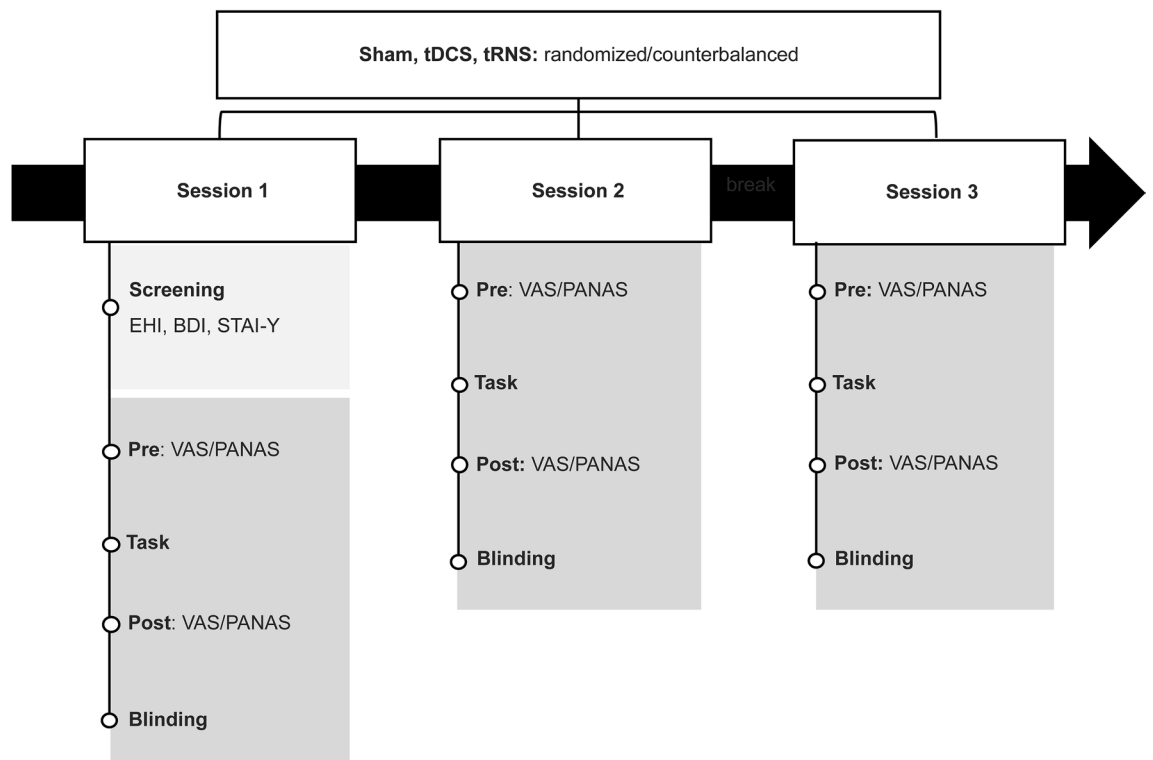 Sham, tDCS, tRNS: randomized/counterbalanced
Session 1
Session 2
break
Session 3
Screening
EHI, BDI, STAI-Y
Pre: VAS/PANAS
Task
Post: VAS/PANAS
Blinding
Pre: VAS/PANAS
Task
Post: VAS/PANAS
Blinding
Pre: VAS/PANAS
Task
Post: VAS/PANAS
Blinding